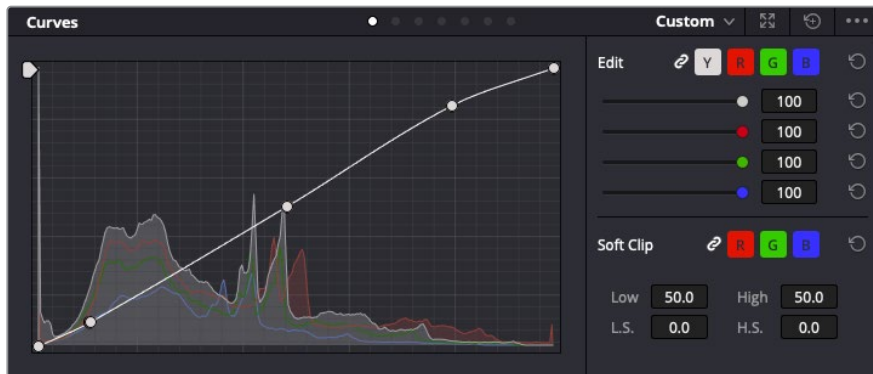 Curves Custom
Edit Y R G B
100
100
100
100
Soft Clip R G B
Low 50.0 High 50.0
L.S. 0.0 H.S. 0.0